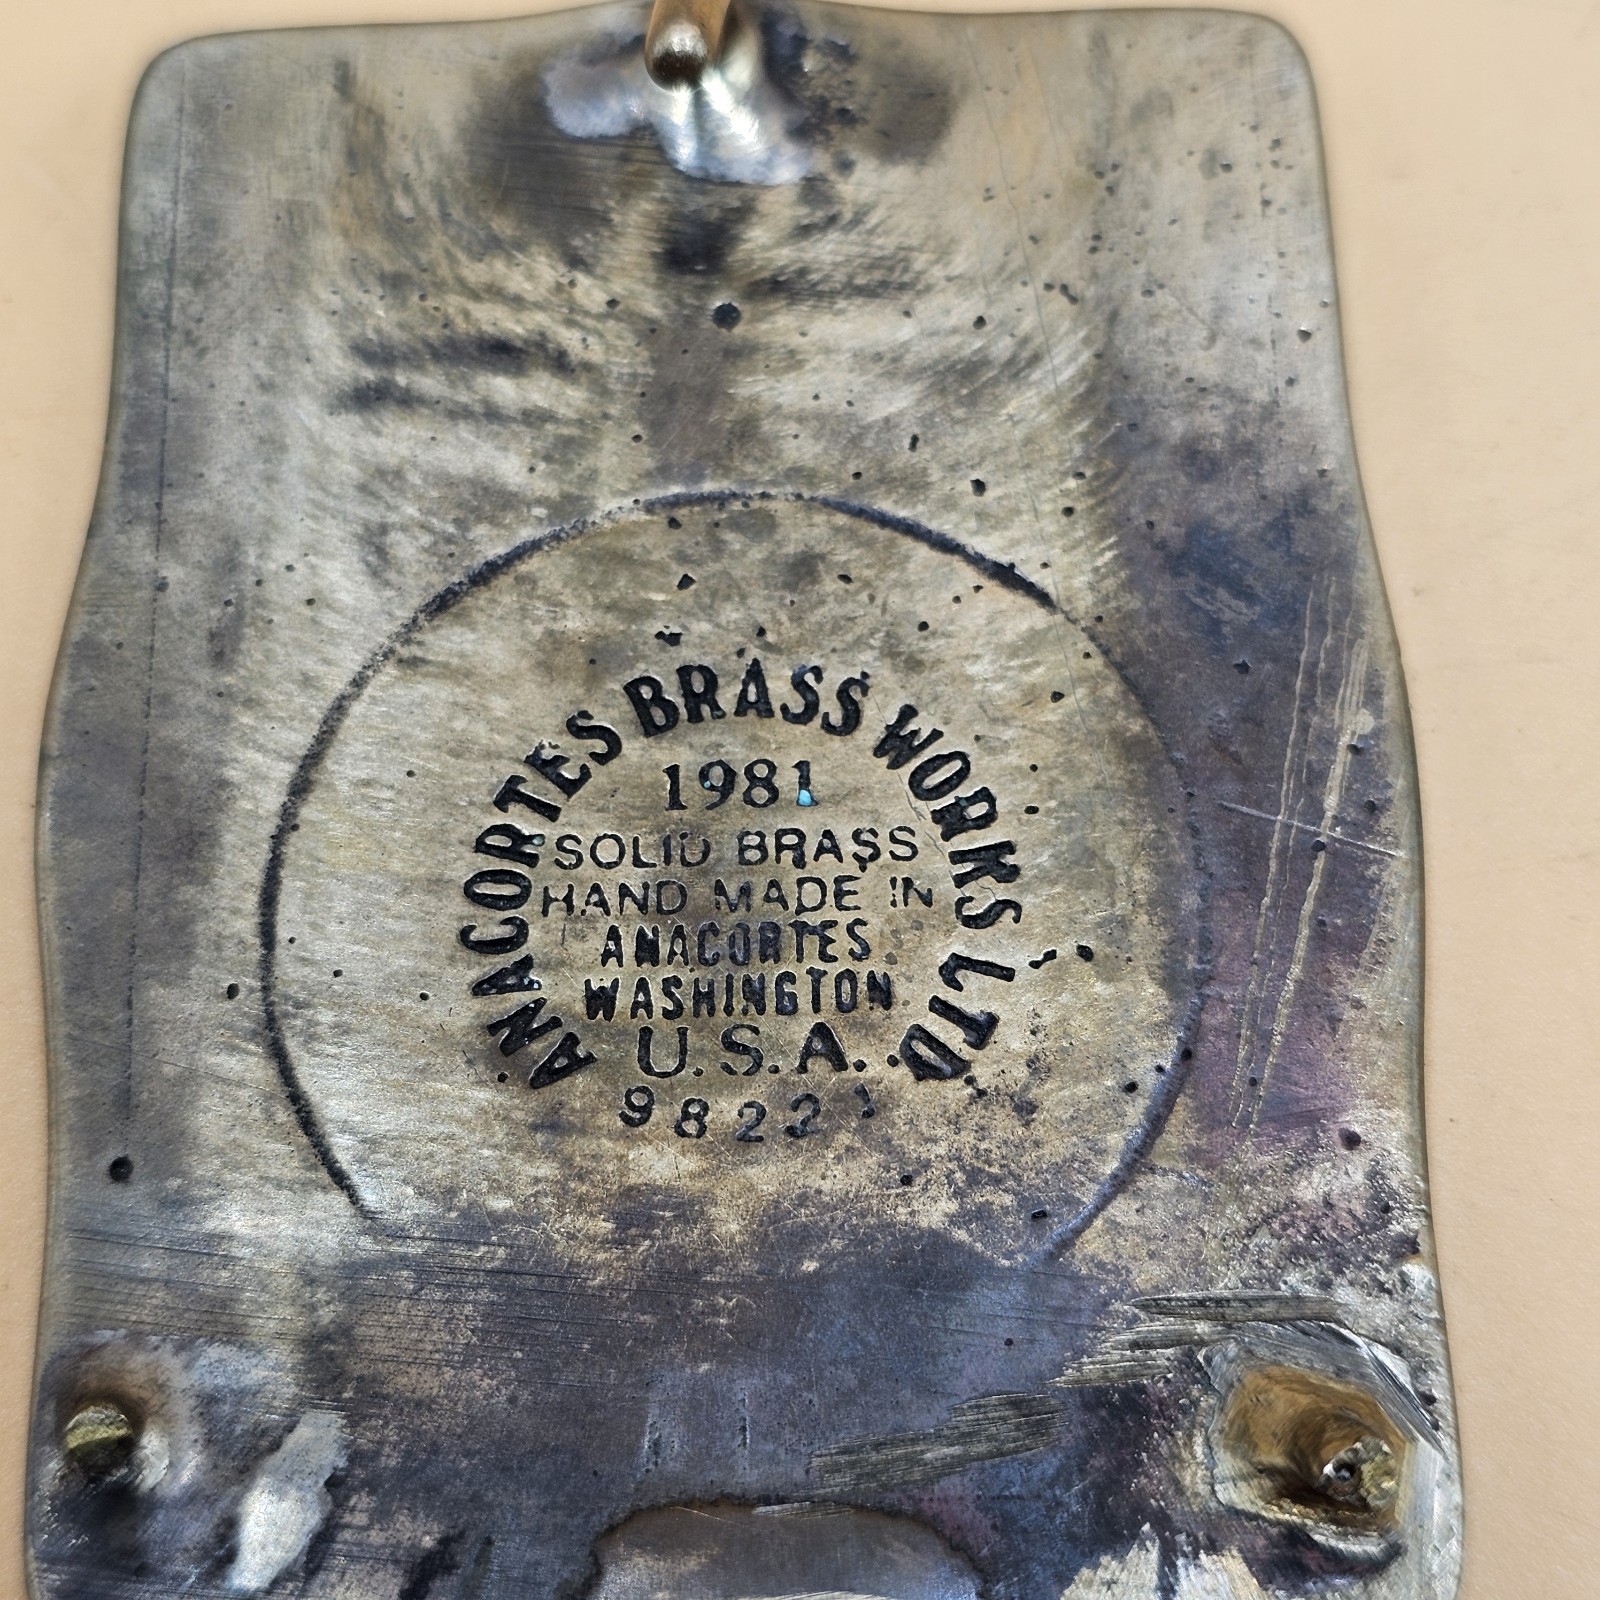 ANACORTES BRASS WORKS LTD
1981
SOLID BRASS
HAND MADE IN
ANACORTES
WASHINGTON
U.S.A.
98221